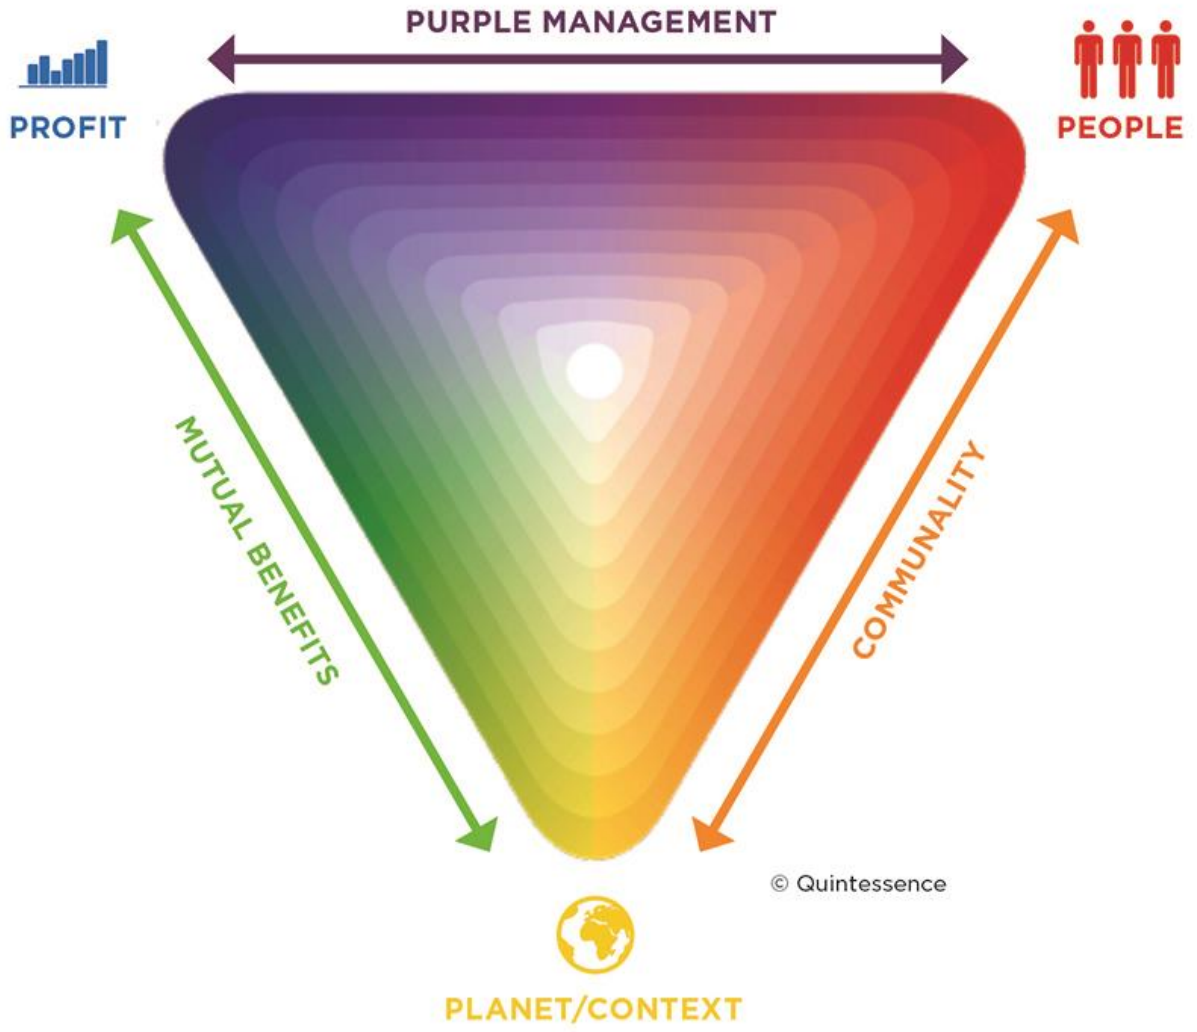 PURPLE MANAGEMENT
PROFIT
PEOPLE
MUTUAL BENEFITS
COMMUNALITY
© Quintessence
PLANET/CONTEXT